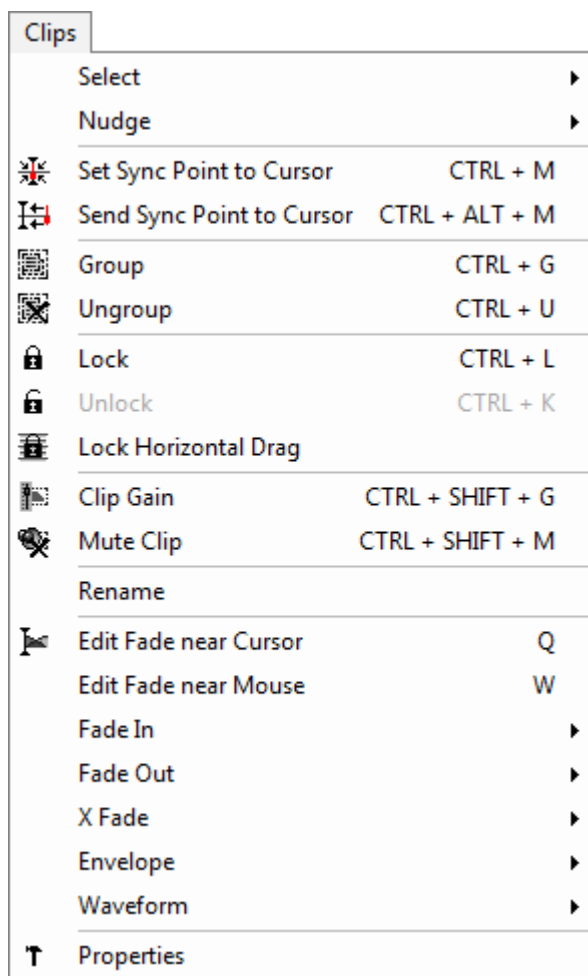 Clips
Select
Nudge
Set Sync Point to Cursor CTRL + M
Send Sync Point to Cursor CTRL + ALT + M
Group CTRL + G
Ungroup CTRL + U
Lock CTRL + L
Unlock CTRL + K
Lock Horizontal Drag
Clip Gain CTRL + SHIFT + G
Mute Clip CTRL + SHIFT + M
Rename
Edit Fade near Cursor Q
Edit Fade near Mouse W
Fade In
Fade Out
X Fade
Envelope
Waveform
Properties